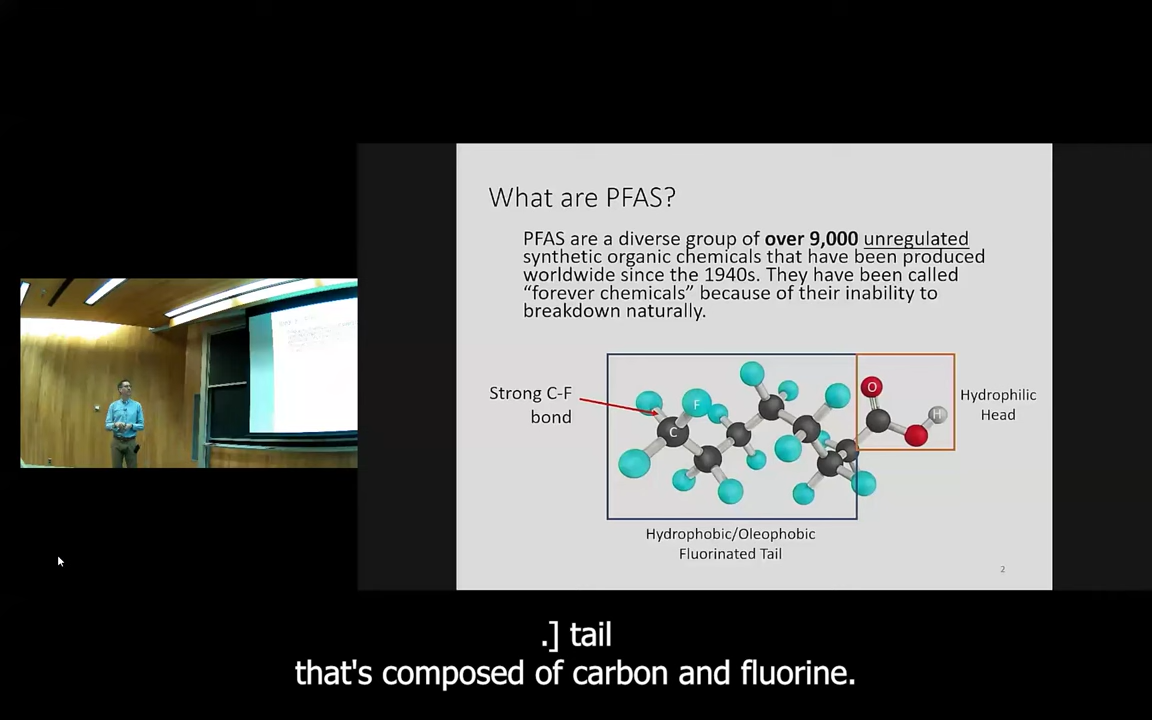 What are PFAS?
PFAS are a diverse group of over 9,000 unregulated
synthetic organic chemicals that have been produced
worldwide since the 1940s. They have been called
“forever chemicals” because of their inability to
breakdown naturally.
Strong C-F
bond
F
C
O
H
Hydrophilic
Head
Hydrophobic/Oleophobic
Fluorinated Tail
2
.] tail
that's composed of carbon and fluorine.